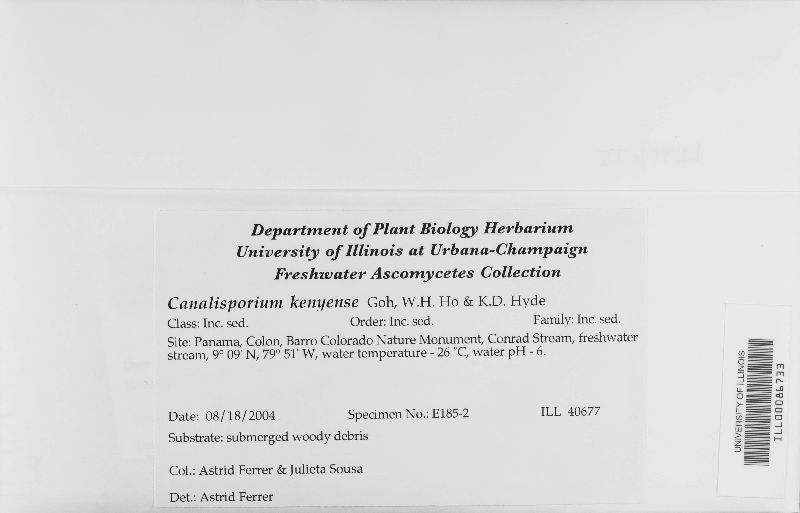 Department of Plant Biology Herbarium
University of Illinois at Urbana-Champaign
Freshwater Ascomycetes Collection
Canalisporium kenyense Goh, W.H. Ho & K.D. Hyde
Class: Inc. sed. Order: Inc. sed. Family: Inc. sed.
Site: Panama, Colon, Barro Colorado Nature Monument, Conrad Stream, freshwater
stream, 9° 09' N, 79° 51' W, water temperature - 26 °C, water pH - 6.
Date: 08/18/2004 Specimen No.: E185-2 ILL 40677
Substrate: submerged woody debris
Col.: Astrid Ferrer & Julieta Sousa
Det.: Astrid Ferrer
UNIVERSITY OF ILLINOIS
ILL00086733